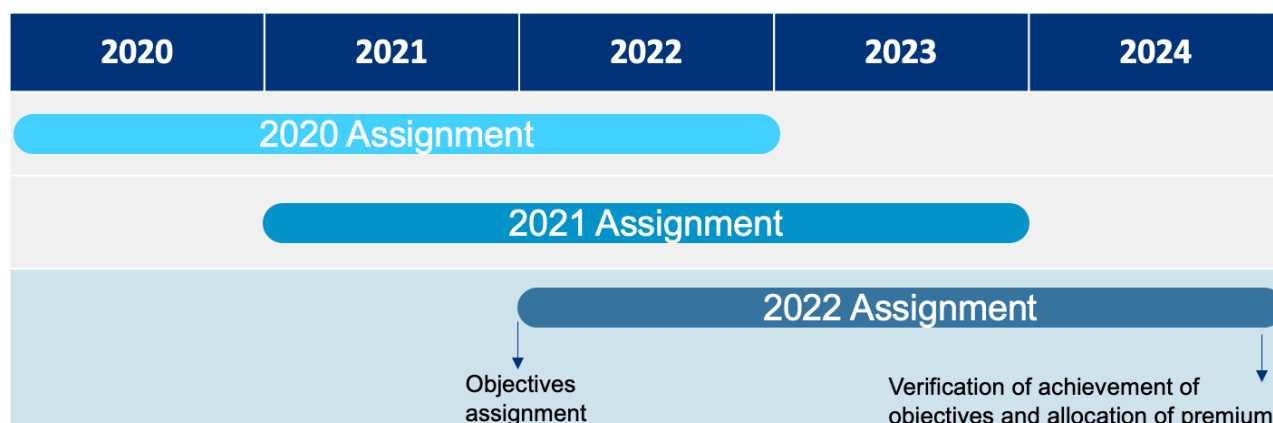 2020 2021 2022 2023 2024
2020 Assignment
2021 Assignment
2022 Assignment
Objectives
assignment
Verification of achievement of
objectives and allocation of premium